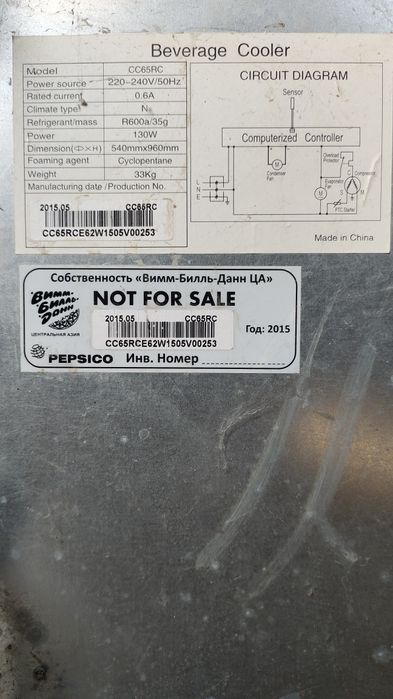 Beverage Cooler
Model CC65RC
Power source 220-240V/50Hz
Rated current 0.6A
Climate type N
Refrigerant/mass R600a/35g
Power 130W
Dimension(Φ×H) 540mm×960mm
Foaming agent Cyclopentane
Weight 33Kg
Manufacturing date /Production No.
2015.05 CC65RC
CC65RCE62W1505V00253
CIRCUIT DIAGRAM
Sensor
Computerized Controller
Overload Protector
Compressor
Condenser Fan
Evaporator Fan
L
N
E
M
M
C
S
M
PTC Starter
Made in China
Собственность «Вимм-Билль-Данн ЦА»
Вимм-Билль-Данн
ЦЕНТРАЛЬНАЯ АЗИЯ
NOT FOR SALE
2015.05 CC65RC
CC65RCE62W1505V00253
Год: 2015
PEPSICO Инв. Номер